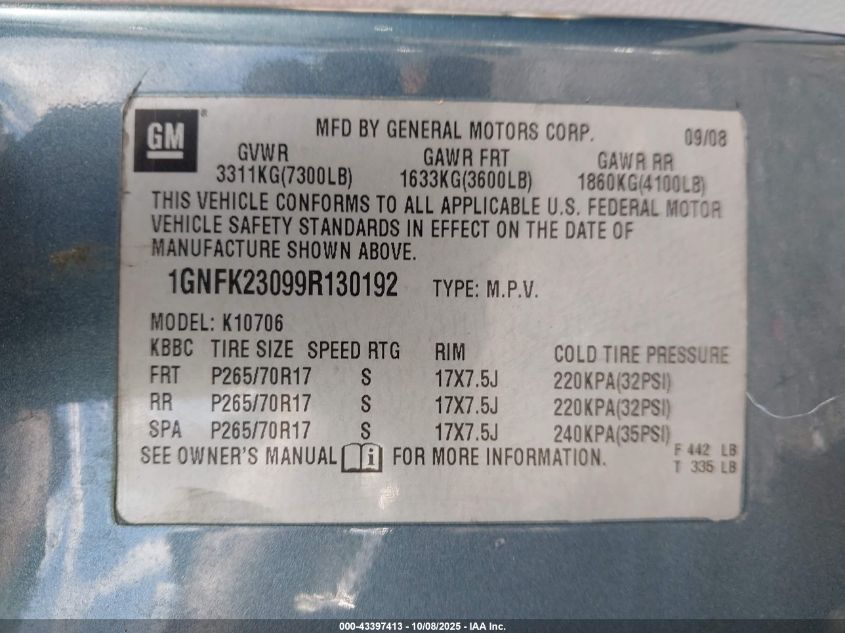 GM ®
MFD BY GENERAL MOTORS CORP. 09/08
GVWR GAWR FRT GAWR RR
3311KG(7300LB) 1633KG(3600LB) 1860KG(4100LB)
THIS VEHICLE CONFORMS TO ALL APPLICABLE U.S. FEDERAL MOTOR
VEHICLE SAFETY STANDARDS IN EFFECT ON THE DATE OF
MANUFACTURE SHOWN ABOVE.
1GNFK23099R130192 TYPE: M.P.V.
MODEL: K10706
KBBC TIRE SIZE SPEED RTG RIM COLD TIRE PRESSURE
FRT P265/70R17 S 17X7.5J 220KPA(32PSI)
RR P265/70R17 S 17X7.5J 220KPA(32PSI)
SPA P265/70R17 S 17X7.5J 240KPA(35PSI)
SEE OWNER'S MANUAL i FOR MORE INFORMATION.
F 442 LB
T 335 LB
000-43397413 - 10/08/2025 - IAA Inc.